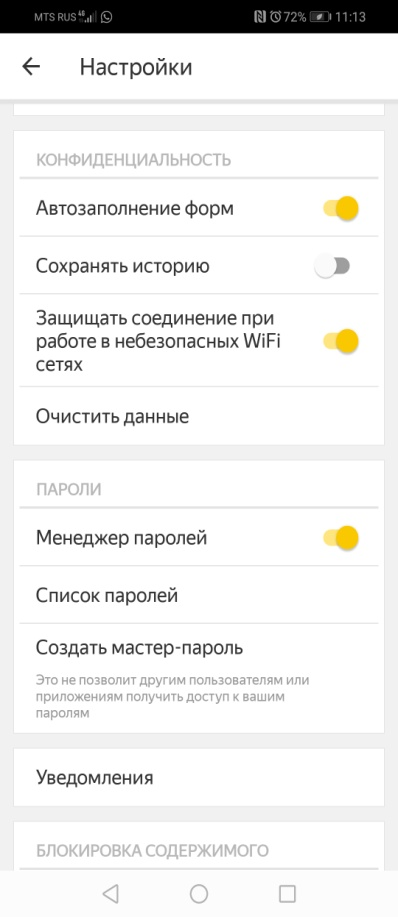 MTS RUS 4G 72% 11:13
Настройки
КОНФИДЕНЦИАЛЬНОСТЬ
Автозаполнение форм
Сохранять историю
Защищать соединение при
работе в небезопасных WiFi
сетях
Очистить данные
ПАРОЛИ
Менеджер паролей
Список паролей
Создать мастер-пароль
Это не позволит другим пользователям или
приложениям получить доступ к вашим
паролям
Уведомления
БЛОКИРОВКА СОДЕРЖИМОГО